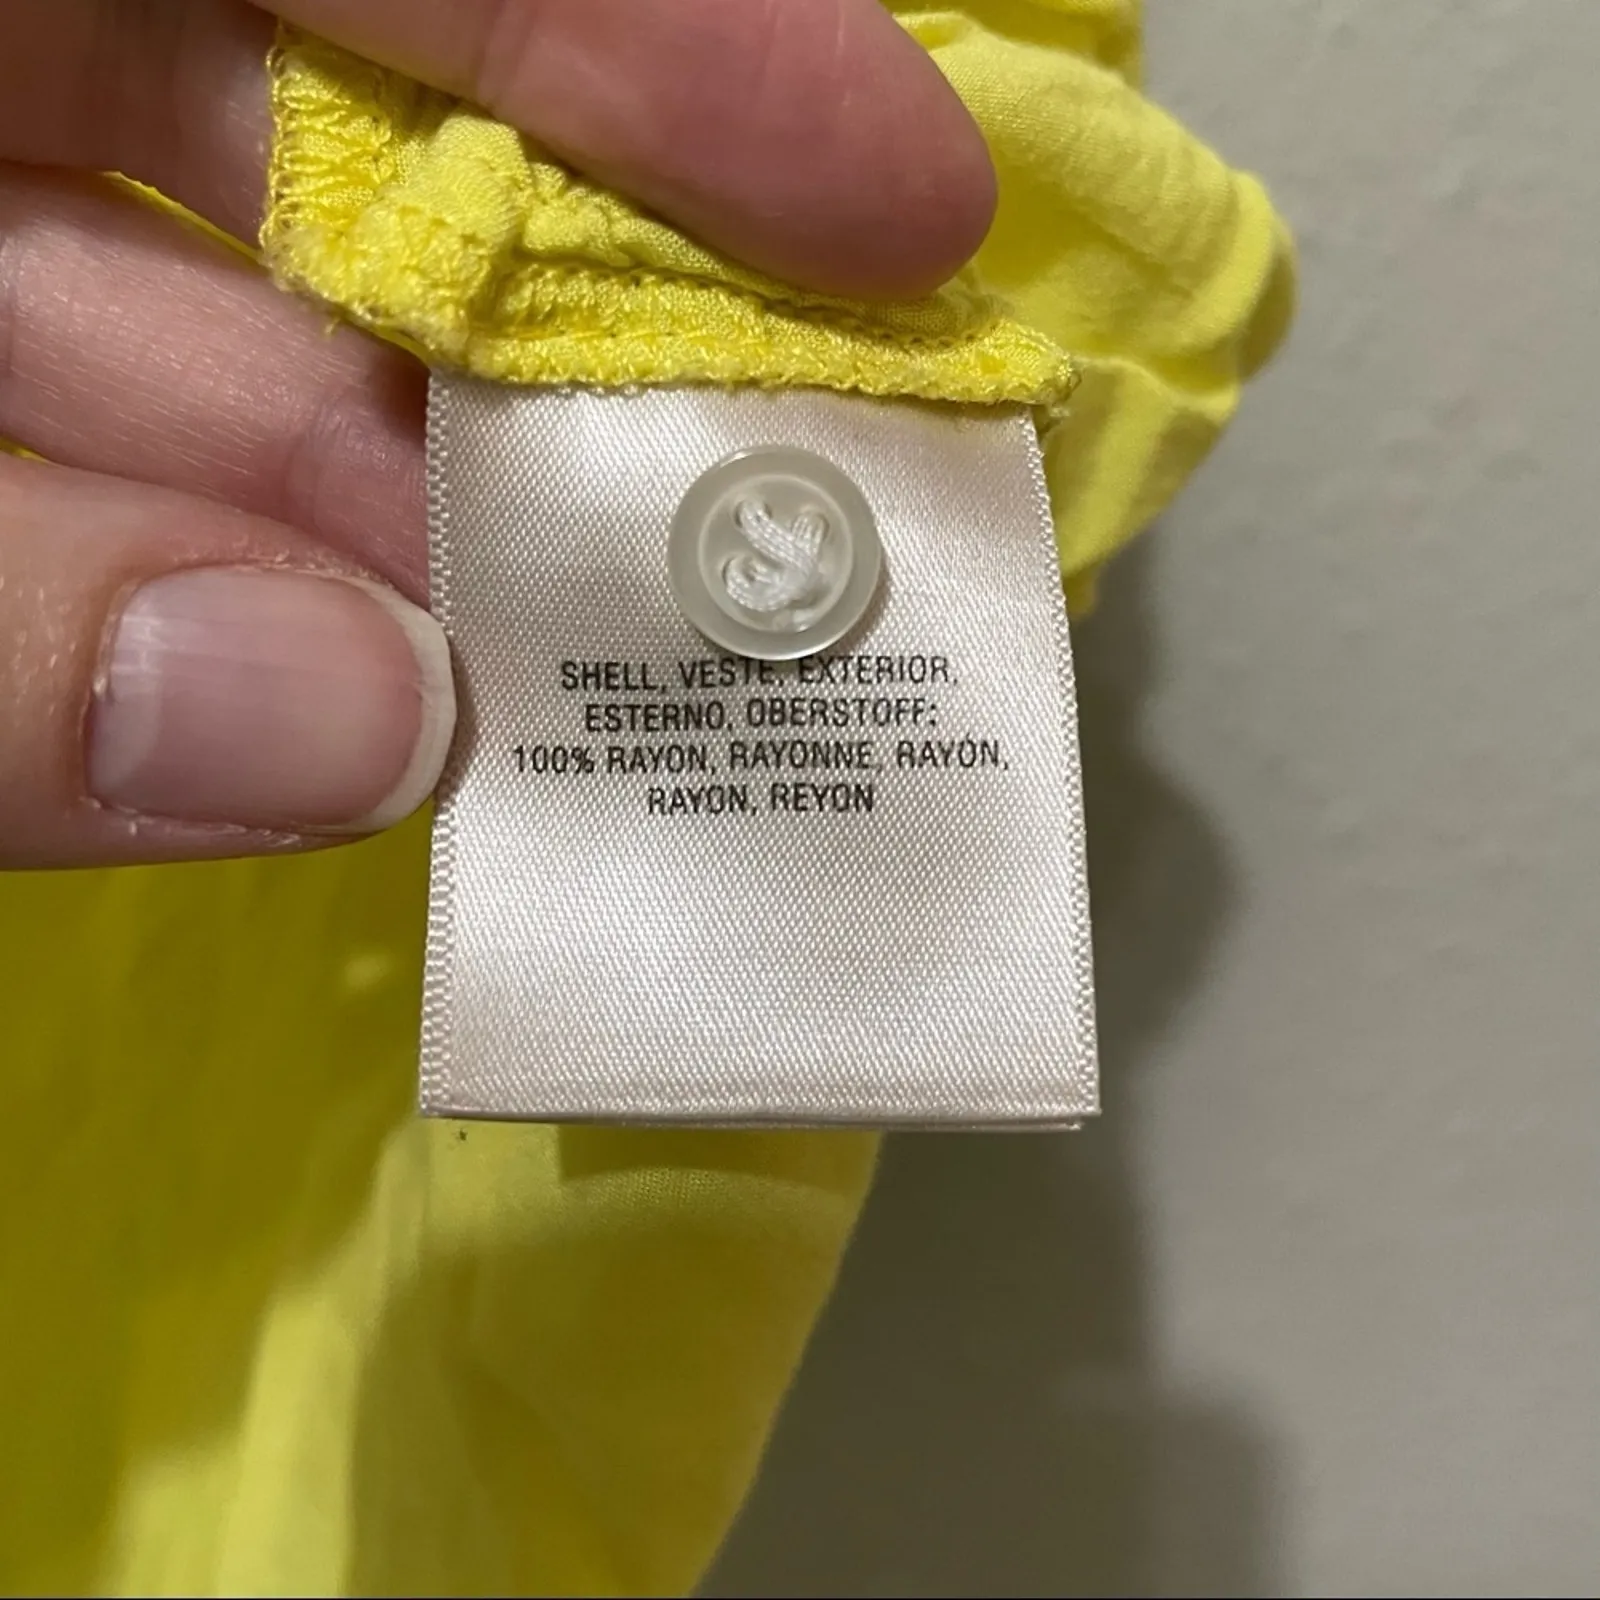 SHELL, VESTE, EXTERIOR,
ESTERNO, OBERSTOFF:
100% RAYON, RAYONNE, RAYÓN,
RAYON, REYON